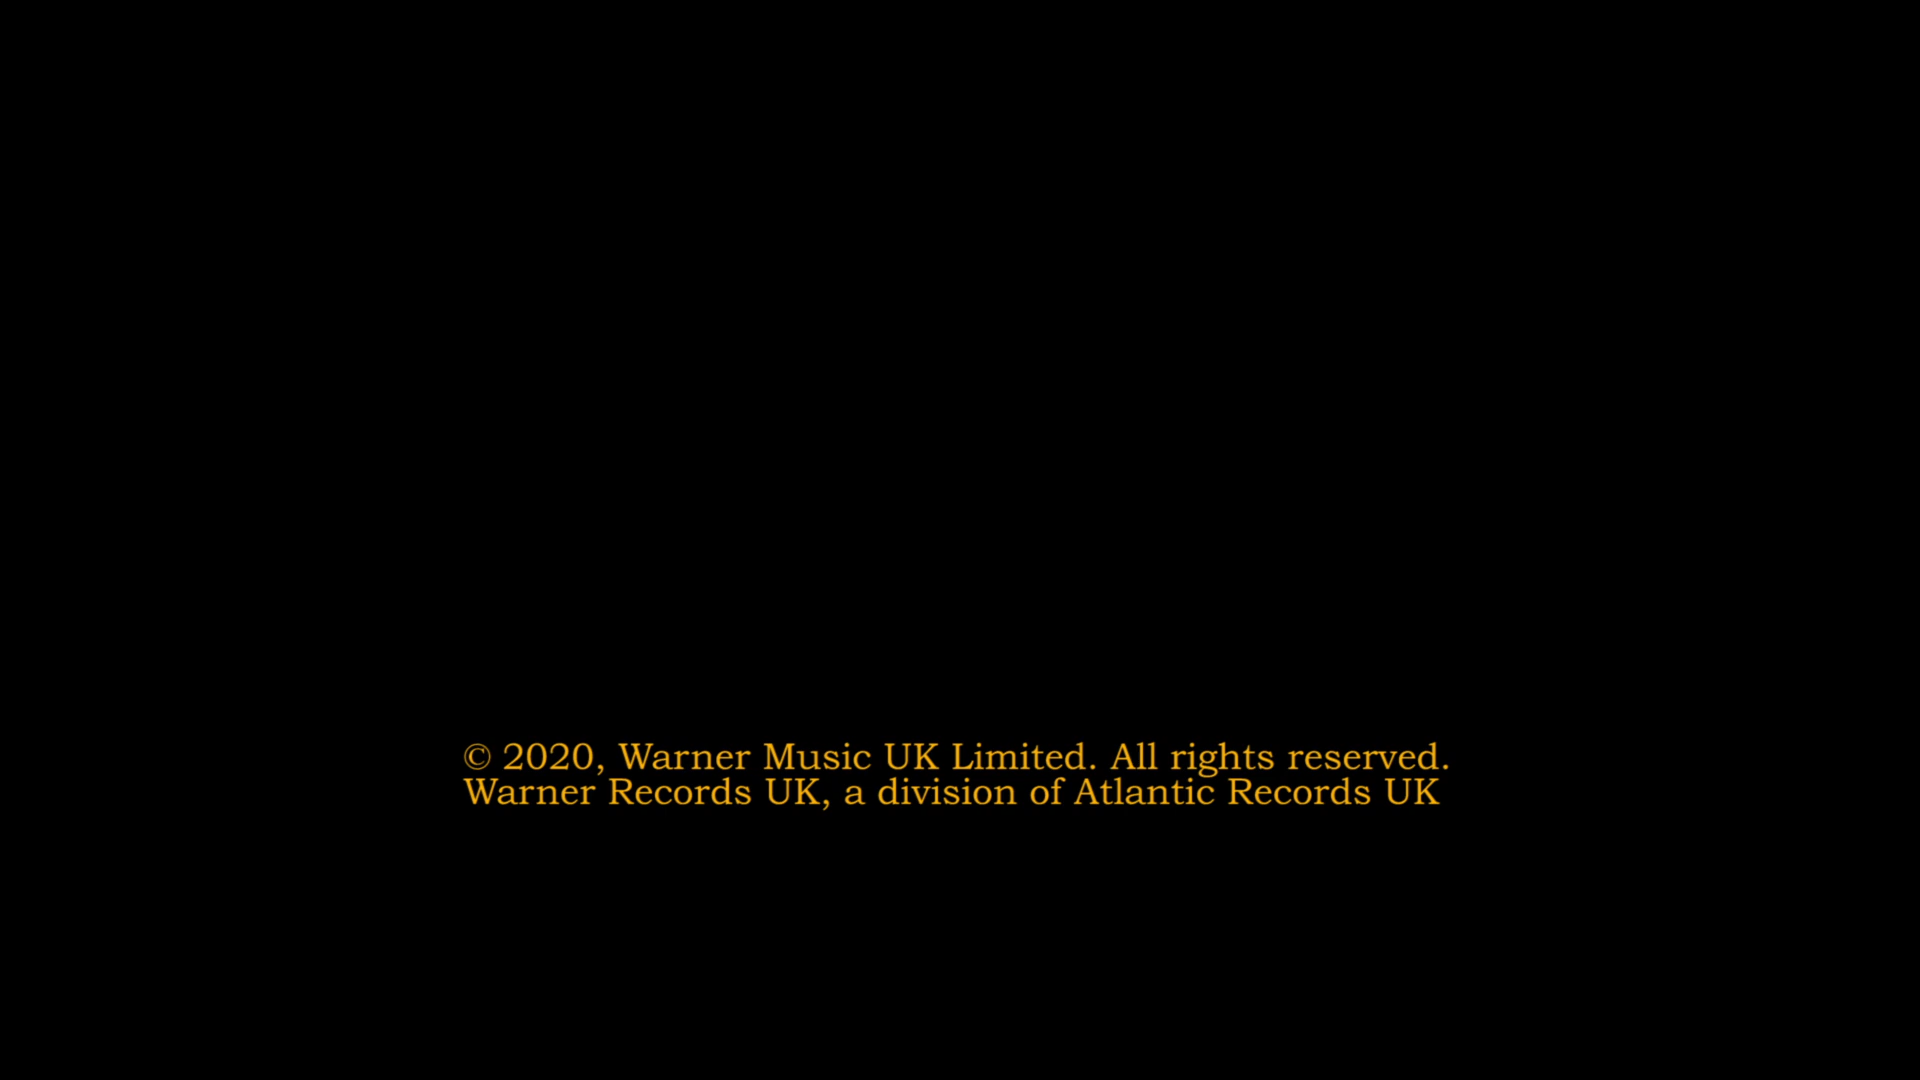 © 2020, Warner Music UK Limited. All rights reserved.
Warner Records UK, a division of Atlantic Records UK